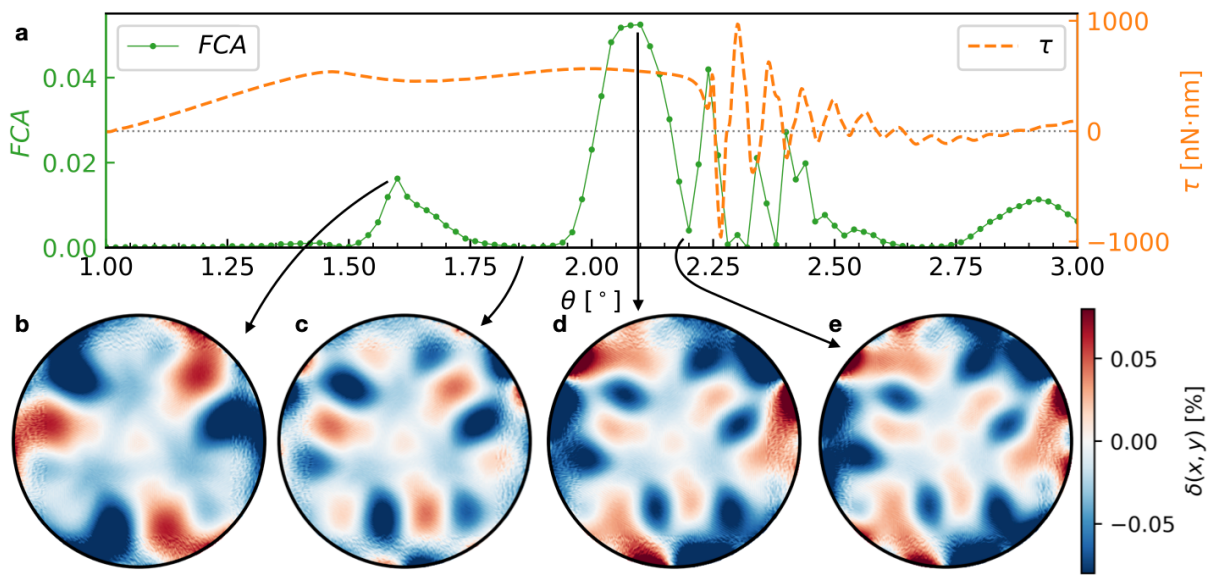 a
FCA
τ
0.04
0.02
0.00
FCA
1000
0
−1000
τ [nN·nm]
1.00 1.25 1.50 1.75 2.00 2.25 2.50 2.75 3.00
θ [°]
b c d e
0.05
0.00
−0.05
δ(x, y) [%]